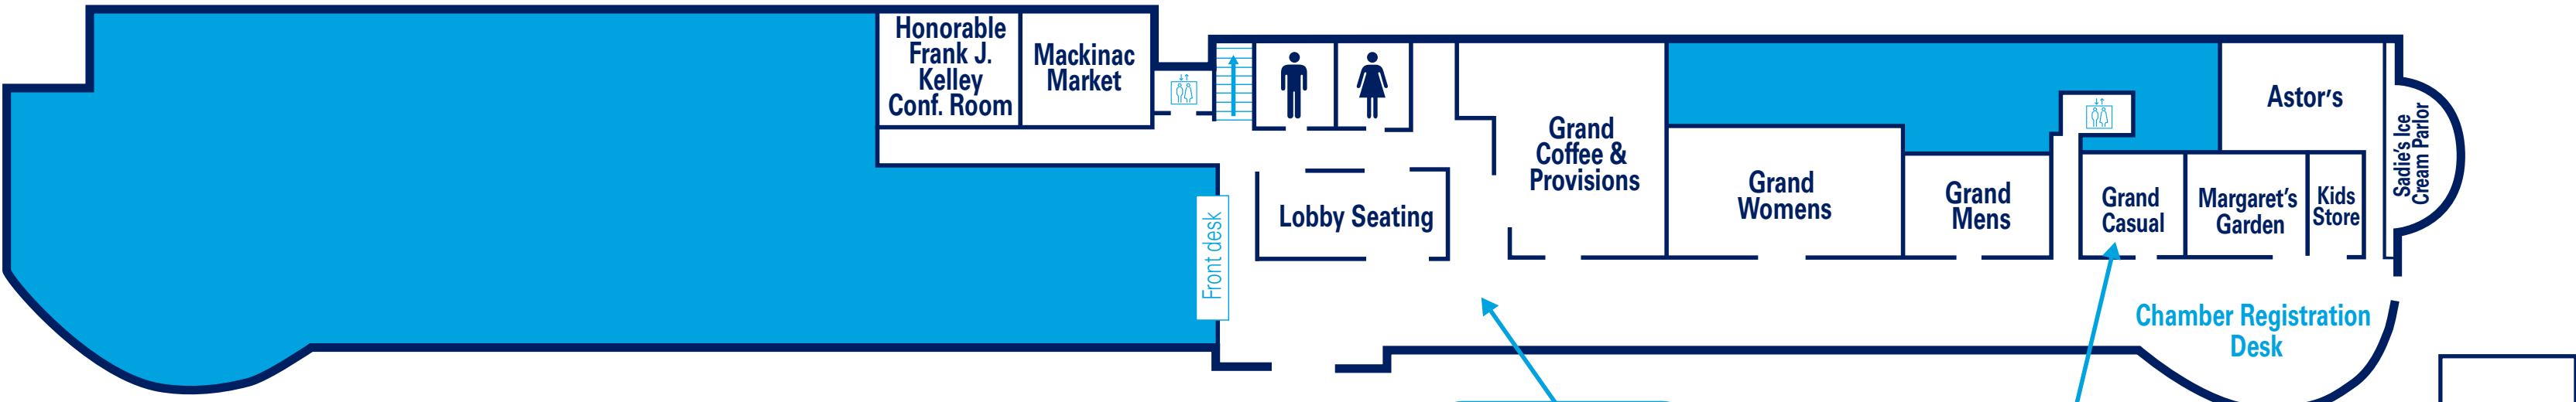 Honorable
Frank J.
Kelley
Conf. Room
Mackinac
Market
Front desk
Lobby Seating
Grand
Coffee &
Provisions
Grand
Womens
Grand
Mens
Grand
Casual
Margaret's
Garden
Kids
Store
Astor's
Sadie's Ice
Cream Parlor
Chamber Registration
Desk